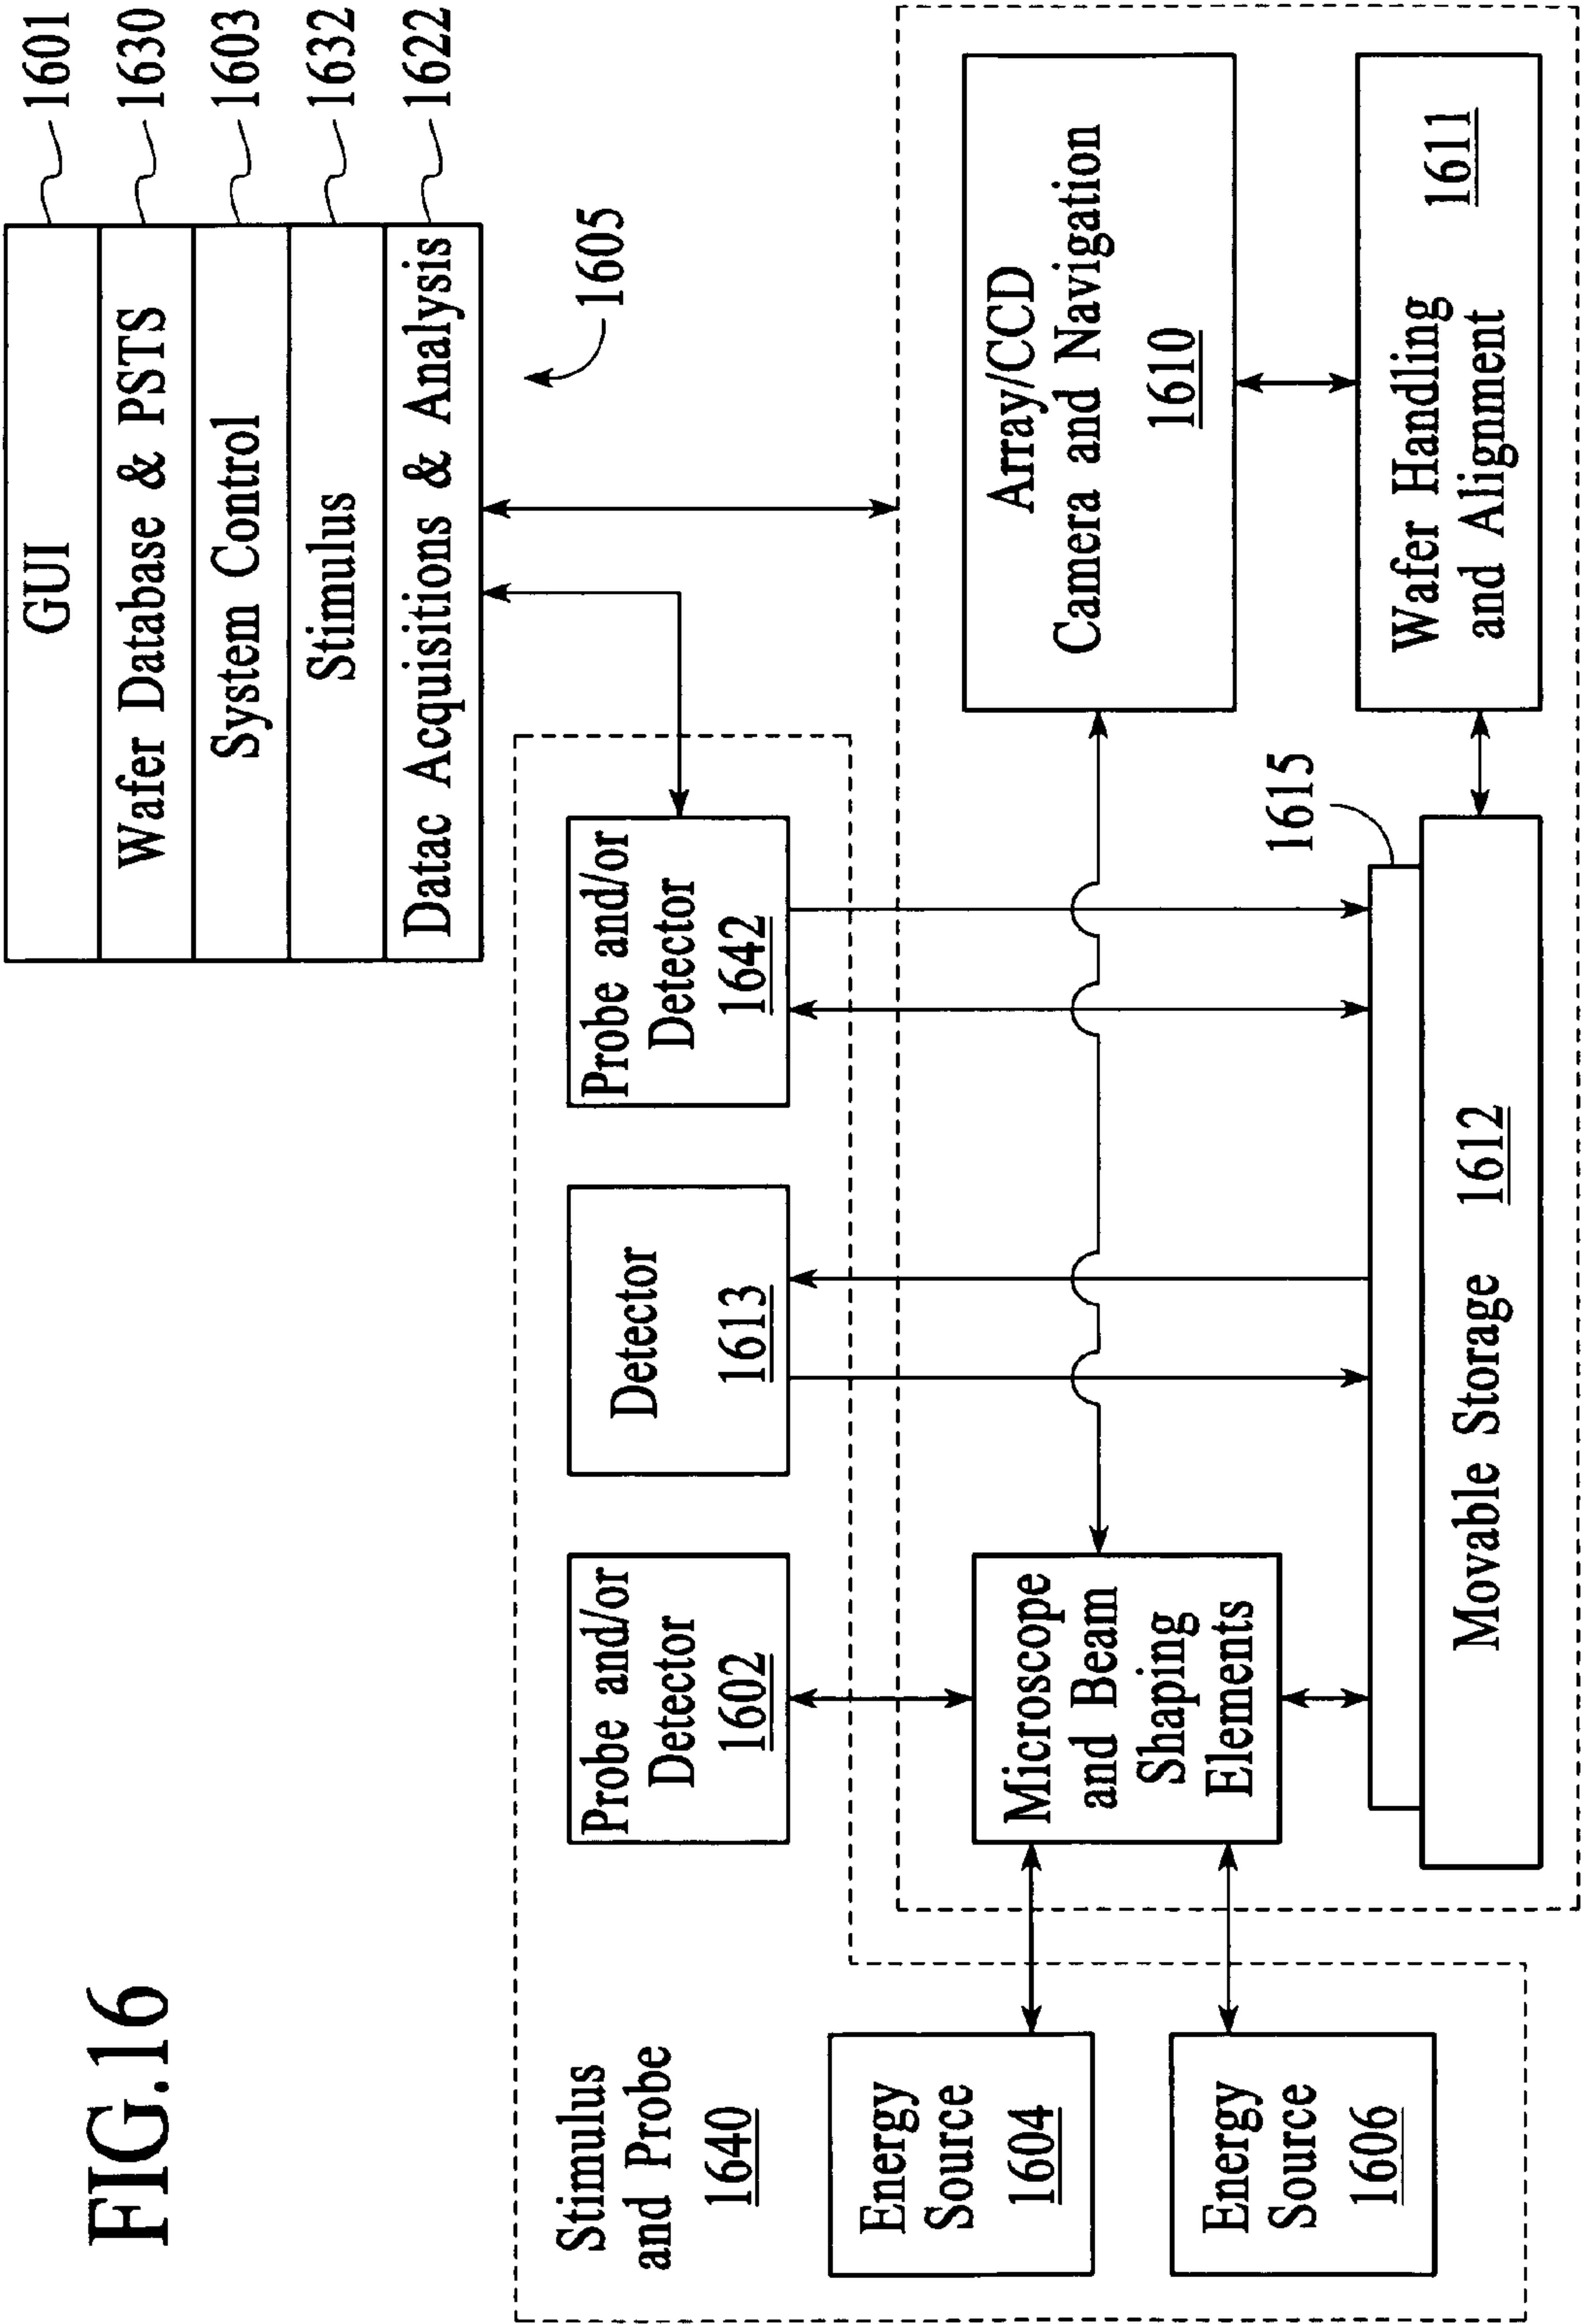 FIG.16
GUI
1601
Wafer Database & PSTS
1630
System Control
1603
Stimulus
1632
Datac Acquisitions & Analysis
1622
1605
Stimulus
and Probe
1640
Probe and/or
Detector
1602
Detector
1613
Probe and/or
Detector
1642
Energy
Source
1604
Energy
Source
1606
Microscope
and Beam
Shaping
Elements
Array/CCD
Camera and Navigation
1610
1615
Movable Storage 1612
Wafer Handling
and Alignment
1611